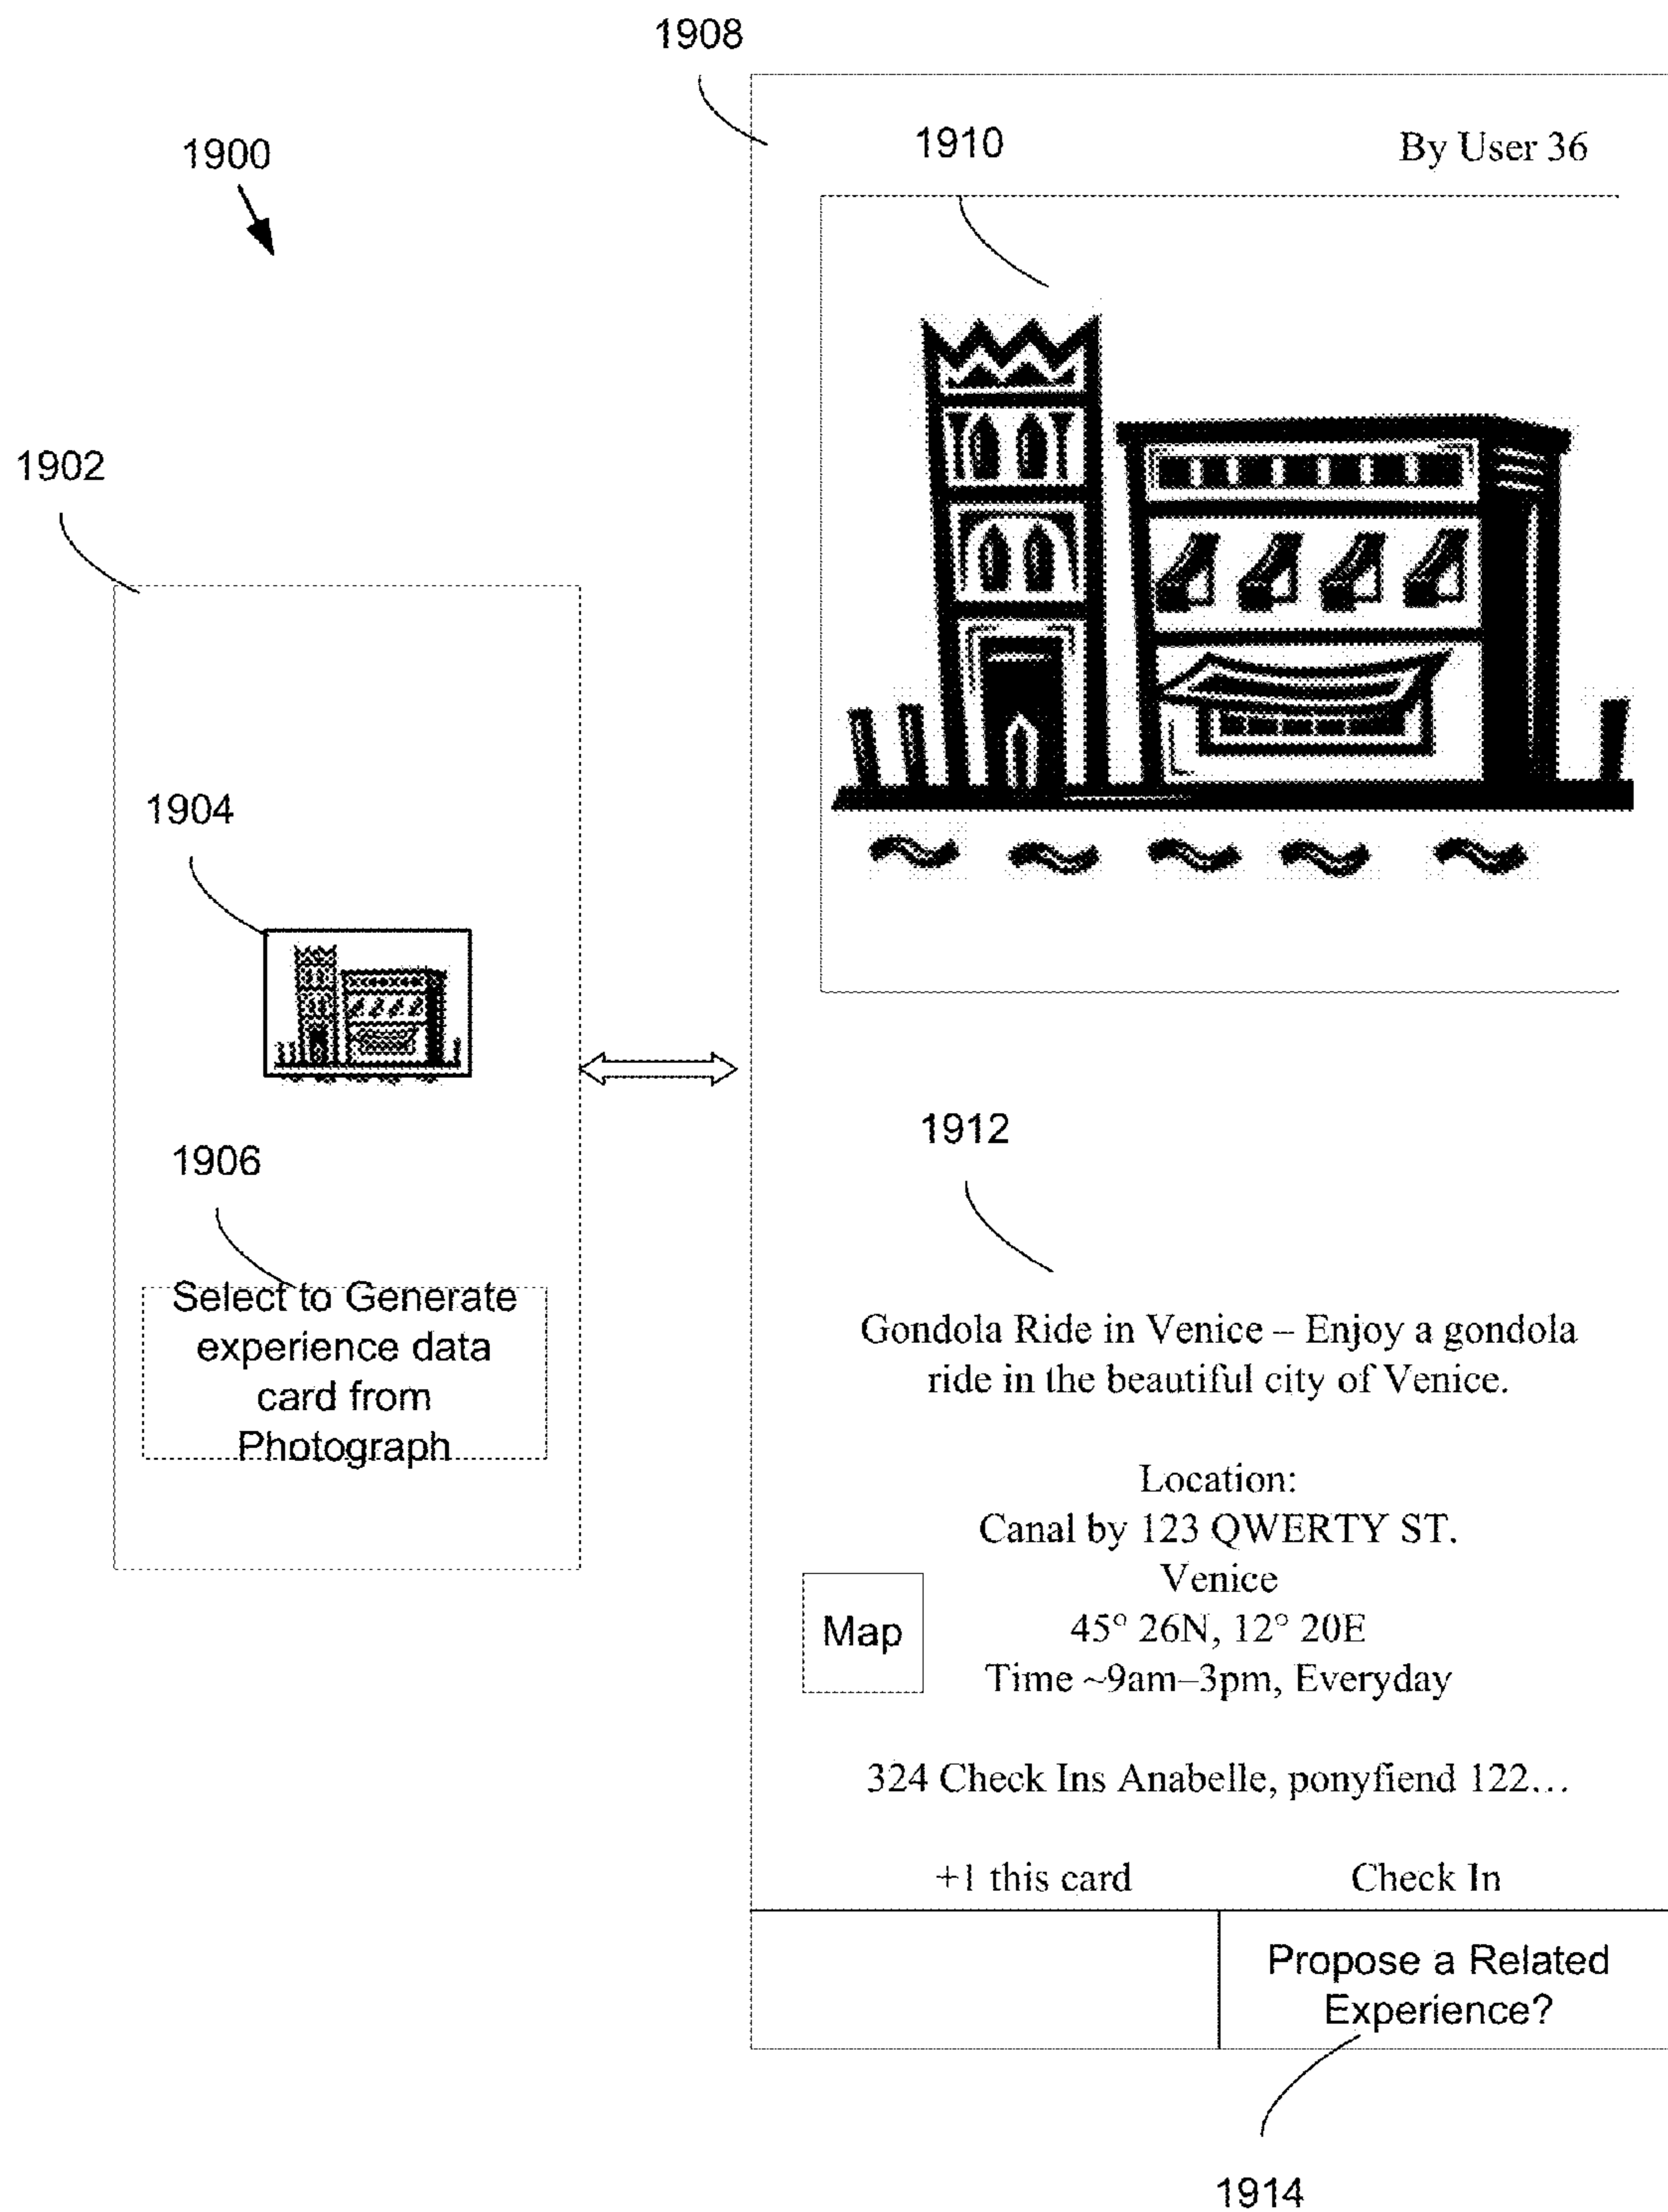 1908
1900
1910
By User 36
1902
1904
1906
Select to Generate
experience data
card from
Photograph
1912
Gondola Ride in Venice – Enjoy a gondola
ride in the beautiful city of Venice.
Location:
Canal by 123 QWERTY ST.
Venice
Map
45° 26N, 12° 20E
Time ~9am–3pm, Everyday
324 Check Ins Anabelle, ponyfiend 122…
+1 this card
Check In
Propose a Related
Experience?
1914